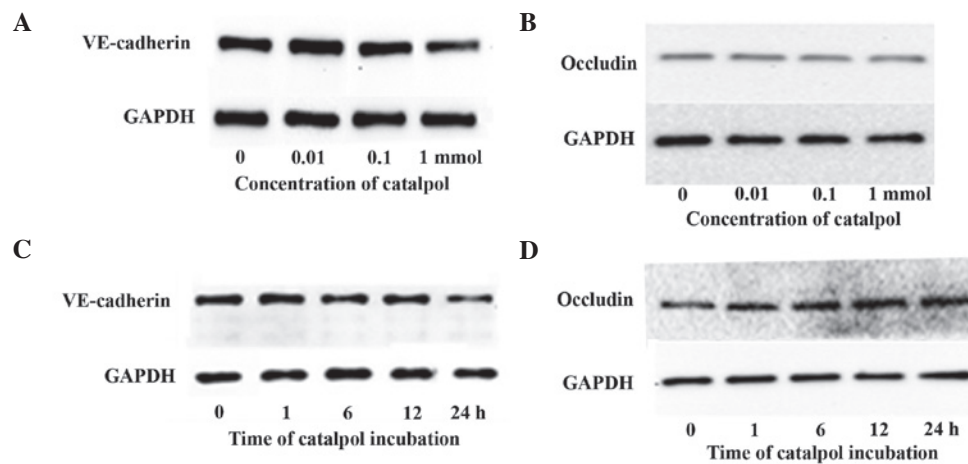 A
VE-cadherin
GAPDH
0 0.01 0.1 1 mmol
Concentration of catalpol
B
Occludin
GAPDH
0 0.01 0.1 1 mmol
Concentration of catalpol
C
VE-cadherin
GAPDH
0 1 6 12 24 h
Time of catalpol incubation
D
Occludin
GAPDH
0 1 6 12 24 h
Time of catalpol incubation